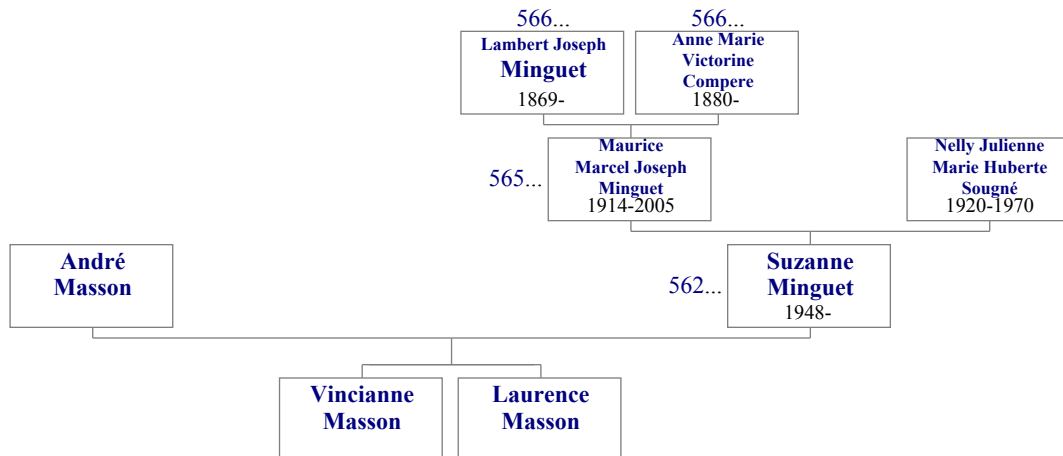 566...
566...
Lambert Joseph
Minguet
1869-
Anne Marie
Victorine
Compere
1880-
565...
Maurice
Marcel Joseph
Minguet
1914-2005
Nelly Julienne
Marie Huberte
Sougné
1920-1970
André
Masson
562...
Suzanne
Minguet
1948-
Vincianne
Masson
Laurence
Masson